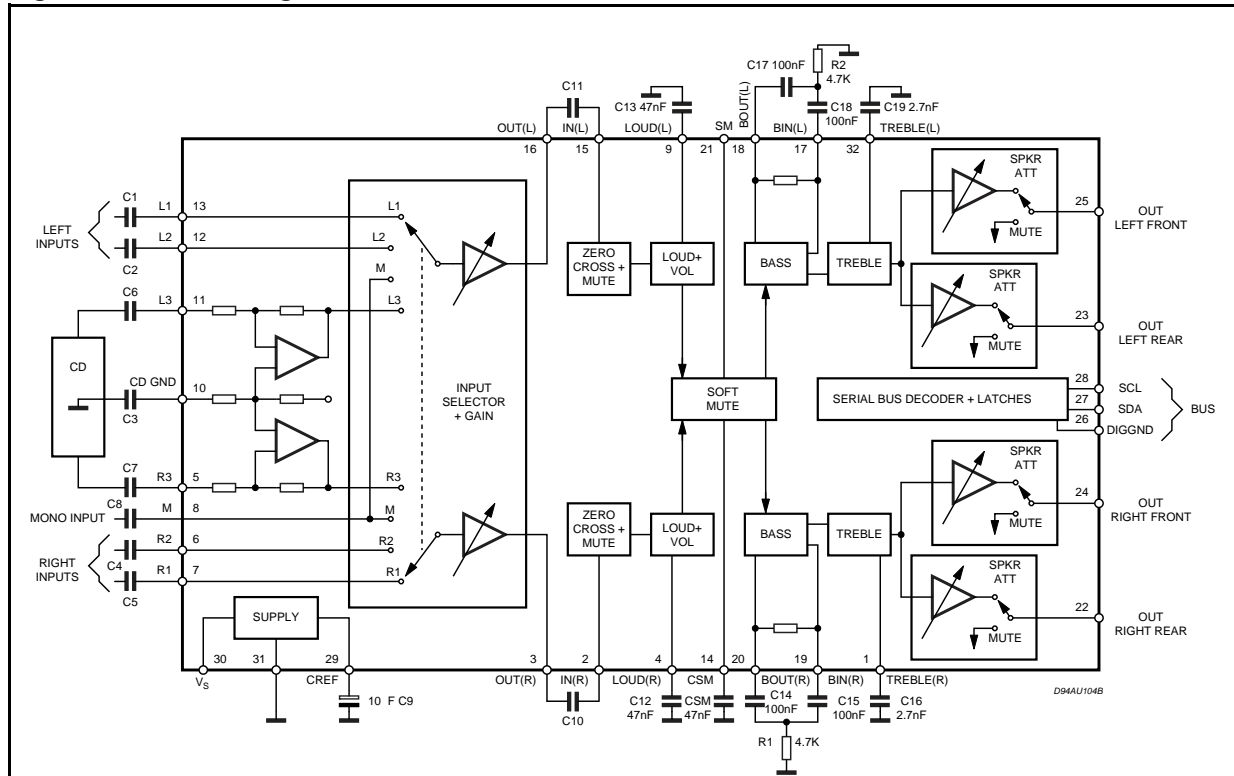 C17 100nF
R2
4.7K
C11
C13 47nF
C18
100nF
C19 2.7nF
BOUT(L)
OUT(L)
IN(L)
LOUD(L)
SM
BIN(L)
TREBLE(L)
16
15
9
21
18
17
32
C1
L1
13
L1
LEFT
INPUTS
L2
12
L2
C2
M
C6
L3
11
L3
CD
CD GND
10
C3
INPUT
SELECTOR
+ GAIN
C7
R3
5
R3
C8
MONO INPUT
M
8
M
R2
6
R2
RIGHT
INPUTS
C4
R1
7
R1
C5
ZERO
CROSS +
MUTE
LOUD+
VOL
BASS
TREBLE
SPKR
ATT
MUTE
25
OUT
LEFT FRONT
SPKR
ATT
MUTE
23
OUT
LEFT REAR
SOFT
MUTE
SERIAL BUS DECODER + LATCHES
28
SCL
27
SDA
BUS
26
DIGGND
ZERO
CROSS +
MUTE
LOUD+
VOL
BASS
TREBLE
SPKR
ATT
MUTE
24
OUT
RIGHT FRONT
SPKR
ATT
MUTE
22
OUT
RIGHT REAR
SUPPLY
30
31
29
3
2
4
14
20
19
1
VS
CREF
OUT(R)
IN(R)
LOUD(R)
CSM
BOUT(R)
BIN(R)
TREBLE(R)
D94AU104B
10 F C9
C10
C12
47nF
CSM
47nF
C14
100nF
C15
100nF
C16
2.7nF
R1
4.7K